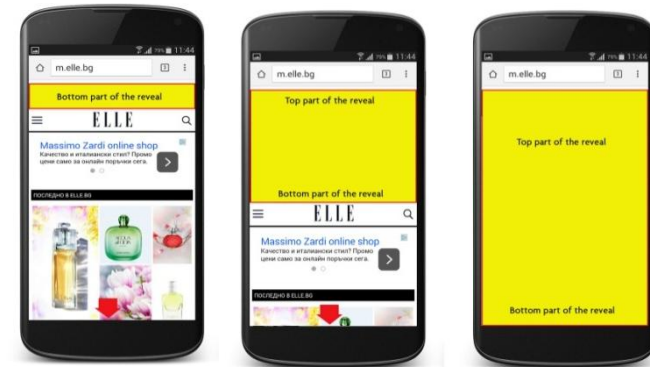 79% 11:44
m.elle.bg
Bottom part of the reveal
ELLE
Massimo Zardi online shop
Качество и италиански стил? Промо
цени само за онлайн поръчки сега.
ПОСЛЕДНО В ELLE.BG
79% 11:44
m.elle.bg
Top part of the reveal
Bottom part of the reveal
ELLE
Massimo Zardi online shop
Качество и италиански стил? Промо
цени само за онлайн поръчки сега.
ПОСЛЕДНО В ELLE.BG
79% 11:44
m.elle.bg
Top part of the reveal
Bottom part of the reveal